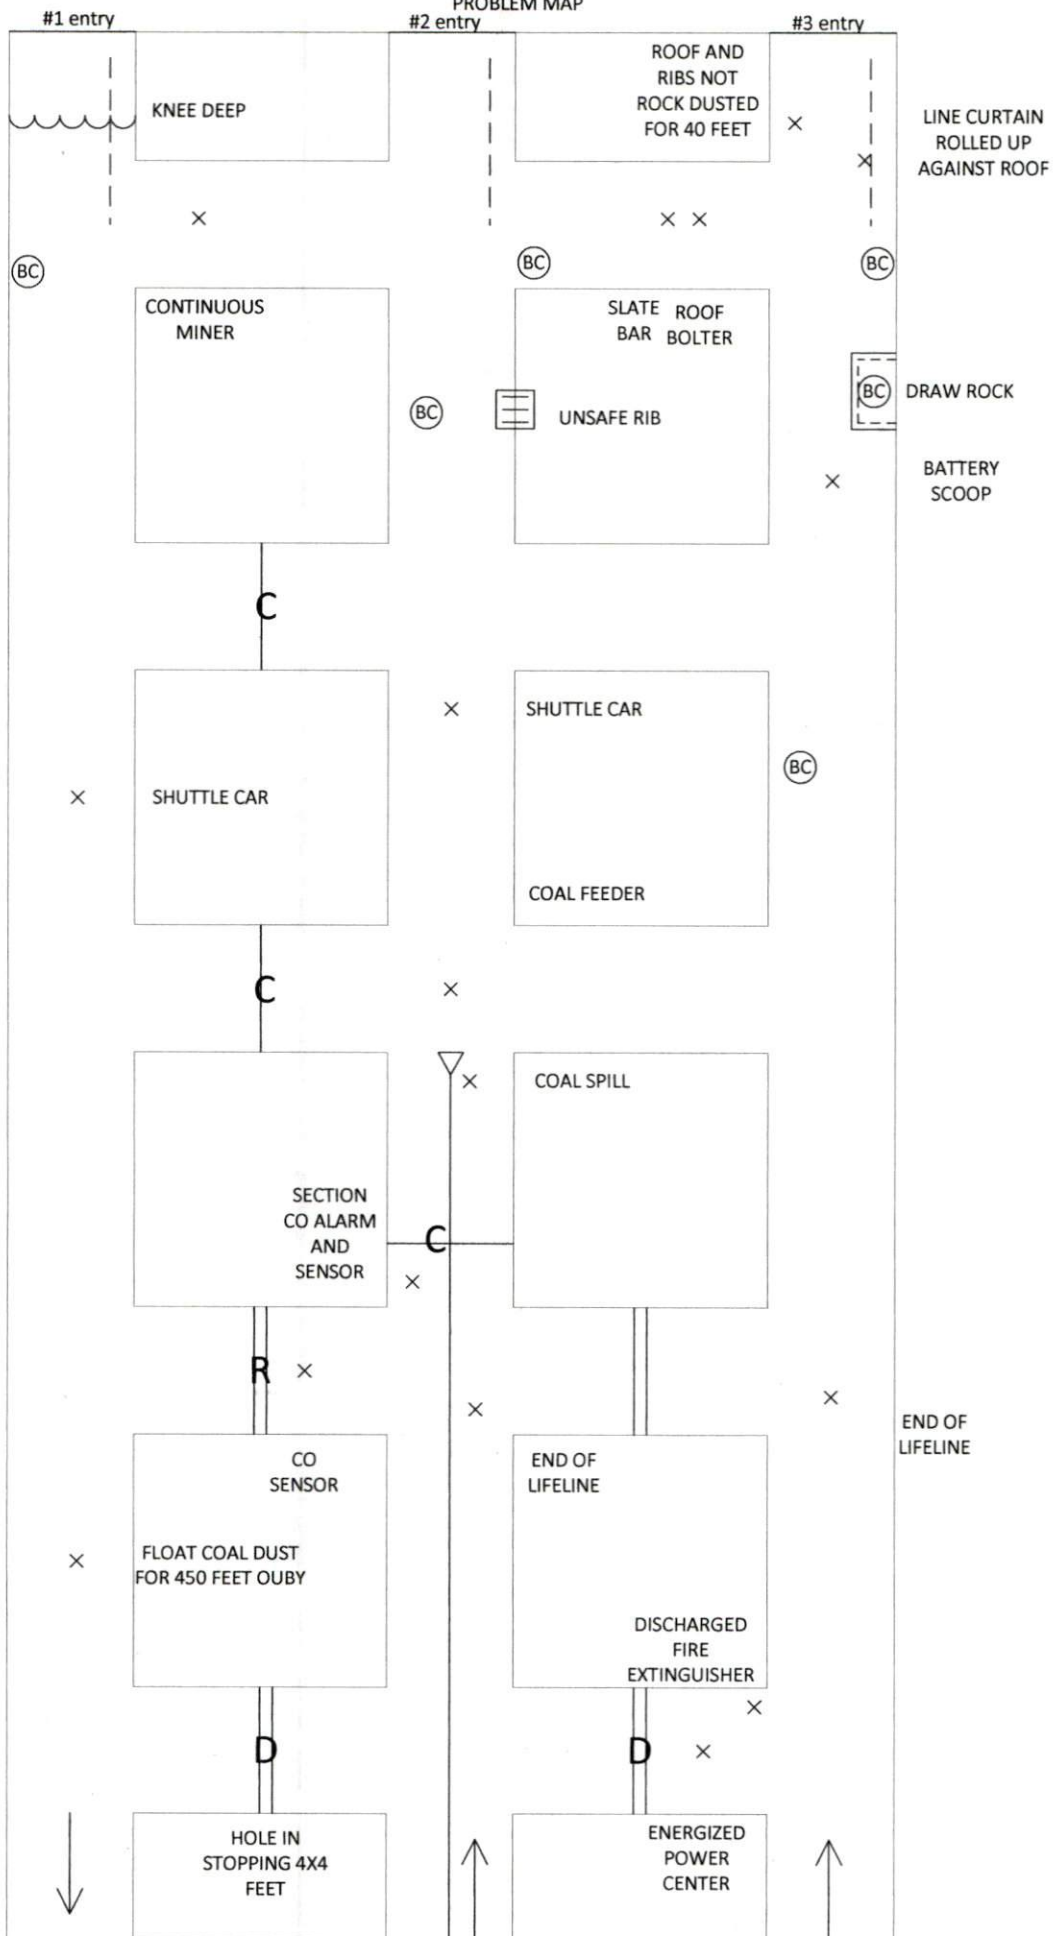 PROBLEM MAP
#1 entry
#2 entry
#3 entry
KNEE DEEP
ROOF AND
RIBS NOT
ROCK DUSTED
FOR 40 FEET
LINE CURTAIN
ROLLED UP
AGAINST ROOF
BC
BC
BC
CONTINUOUS
MINER
SLATE
BAR
ROOF
BOLTER
BC
UNSAFE RIB
BC
DRAW ROCK
BATTERY
SCOOP
C
SHUTTLE CAR
SHUTTLE CAR
BC
COAL FEEDER
C
COAL SPILL
SECTION
CO ALARM
AND
SENSOR
C
R
END OF
LIFELINE
CO
SENSOR
END OF
LIFELINE
FLOAT COAL DUST
FOR 450 FEET OUBY
DISCHARGED
FIRE
EXTINGUISHER
D
D
HOLE IN
STOPPING 4X4
FEET
ENERGIZED
POWER
CENTER